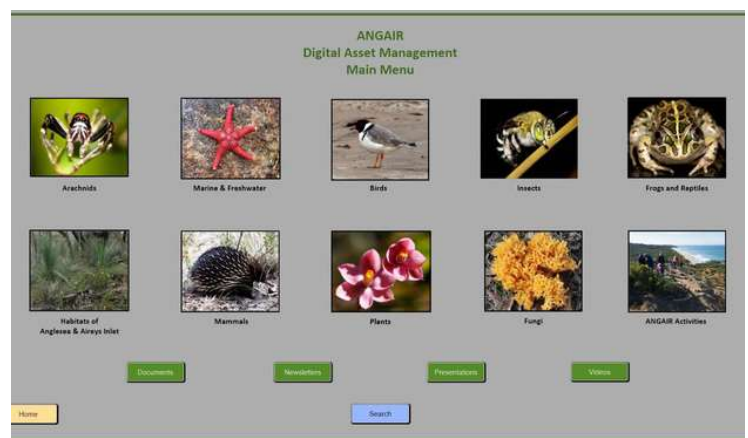 ANGAIR
Digital Asset Management
Main Menu
Arachnids
Marine & Freshwater
Birds
Insects
Frogs and Reptiles
Habitats of
Anglesea & Aireys Inlet
Mammals
Plants
Fungi
ANGAIR Activities
Documents
Newsletters
Presentations
Videos
Home
Search